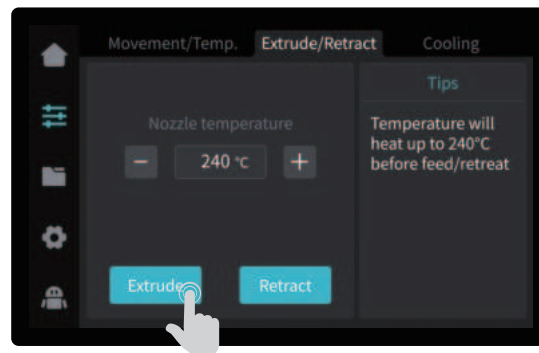 Movement/Temp. Extrude/Retract Cooling
Tips
Nozzle temperature
− 240 °C +
Temperature will
heat up to 240°C
before feed/retreat
Extrude Retract